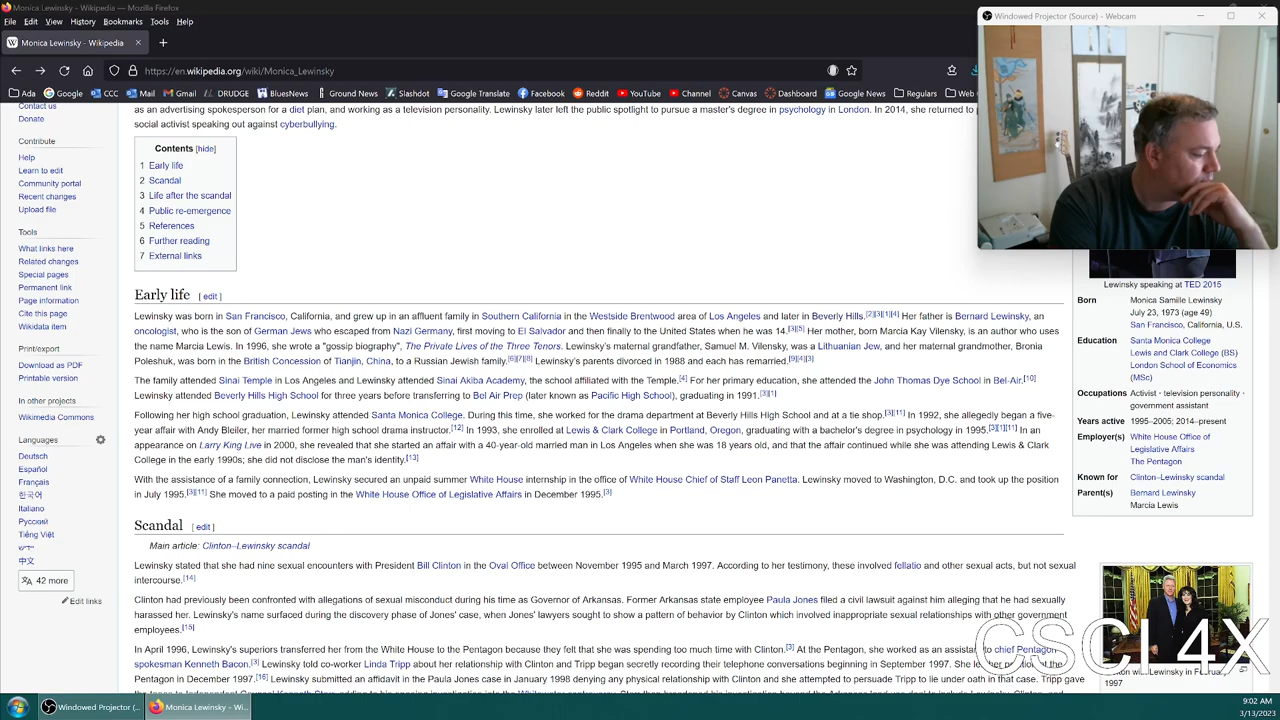 Monica Lewinsky - Wikipedia — Mozilla Firefox
File Edit View History Bookmarks Tools Help
Windowed Projector (Source) - Webcam
Monica Lewinsky - Wikipedia
https://en.wikipedia.org/wiki/Monica_Lewinsky
Ada Google CCC Mail Gmail DRUDGE BluesNews Ground News Slashdot Google Translate Facebook Reddit YouTube Channel Canvas Dashboard Google News Regulars Web
Contact us
Donate
Contribute
Help
Learn to edit
Community portal
Recent changes
Upload file
Tools
What links here
Related changes
Special pages
Permanent link
Page information
Cite this page
Wikidata item
Print/export
Download as PDF
Printable version
In other projects
Wikimedia Commons
Languages
Deutsch
Español
Français
한국어
Italiano
Русский
Tiếng Việt
中文
42 more
Edit links
as an advertising spokesperson for a diet plan, and working as a television personality. Lewinsky later left the public spotlight to pursue a master's degree in psychology in London. In 2014, she returned to p
social activist speaking out against cyberbullying.
Contents [hide]
1 Early life
2 Scandal
3 Life after the scandal
4 Public re-emergence
5 References
6 Further reading
7 External links
Early life [ edit ]
Lewinsky was born in San Francisco, California, and grew up in an affluent family in Southern California in the Westside Brentwood area of Los Angeles and later in Beverly Hills.[2][3][1][4] Her father is Bernard Lewinsky, an
oncologist, who is the son of German Jews who escaped from Nazi Germany, first moving to El Salvador and then finally to the United States when he was 14.[3][5] Her mother, born Marcia Kay Vilensky, is an author who uses
the name Marcia Lewis. In 1996, she wrote a "gossip biography", The Private Lives of the Three Tenors. Lewinsky's maternal grandfather, Samuel M. Vilensky, was a Lithuanian Jew, and her maternal grandmother, Bronia
Poleshuk, was born in the British Concession of Tianjin, China, to a Russian Jewish family.[6][7][8] Lewinsky's parents divorced in 1988 and each has remarried.[9][4][3]
The family attended Sinai Temple in Los Angeles and Lewinsky attended Sinai Akiba Academy, the school affiliated with the Temple.[4] For her primary education, she attended the John Thomas Dye School in Bel-Air.[10]
Lewinsky attended Beverly Hills High School for three years before transferring to Bel Air Prep (later known as Pacific High School), graduating in 1991.[3][1]
Following her high school graduation, Lewinsky attended Santa Monica College. During this time, she worked for the drama department at Beverly Hills High School and at a tie shop.[3][11] In 1992, she allegedly began a five-
year affair with Andy Bleiler, her married former high school drama instructor.[12] In 1993, she enrolled at Lewis & Clark College in Portland, Oregon, graduating with a bachelor's degree in psychology in 1995.[3][1][11] In an
appearance on Larry King Live in 2000, she revealed that she started an affair with a 40-year-old married man in Los Angeles when she was 18 years old, and that the affair continued while she was attending Lewis & Clark
College in the early 1990s; she did not disclose the man's identity.[13]
With the assistance of a family connection, Lewinsky secured an unpaid summer White House internship in the office of White House Chief of Staff Leon Panetta. Lewinsky moved to Washington, D.C. and took up the position
in July 1995.[3][11] She moved to a paid posting in the White House Office of Legislative Affairs in December 1995.[3]
Scandal [ edit ]
Main article: Clinton–Lewinsky scandal
Lewinsky stated that she had nine sexual encounters with President Bill Clinton in the Oval Office between November 1995 and March 1997. According to her testimony, these involved fellatio and other sexual acts, but not sexual
intercourse.[14]
Clinton had previously been confronted with allegations of sexual misconduct during his time as Governor of Arkansas. Former Arkansas state employee Paula Jones filed a civil lawsuit against him alleging that he had sexually
harassed her. Lewinsky's name surfaced during the discovery phase of Jones' case, when Jones' lawyers sought to show a pattern of behavior by Clinton which involved inappropriate sexual relationships with other government
employees.[15]
In April 1996, Lewinsky's superiors transferred her from the White House to the Pentagon because they felt that she was spending too much time with Clinton.[3] At the Pentagon, she worked as an assistant to chief Pentagon
spokesman Kenneth Bacon.[3] Lewinsky told co-worker Linda Tripp about her relationship with Clinton and Tripp began secretly recording their telephone conversations beginning in September 1997. She left her position at the
Pentagon in December 1997.[16] Lewinsky submitted an affidavit in 1998 denying any physical relationship with Clinton and she attempted to persuade Tripp to lie under oath in that case. Tripp gave
Lewinsky speaking at TED 2015
Born Monica Samille Lewinsky
July 23, 1973 (age 49)
San Francisco, California, U.S.
Education Santa Monica College
Lewis and Clark College (BS)
London School of Economics
(MSc)
Occupations Activist · television personality ·
government assistant
Years active 1995–2005; 2014–present
Employer(s) White House Office of
Legislative Affairs
The Pentagon
Known for Clinton–Lewinsky scandal
Parent(s) Bernard Lewinsky
Marcia Lewis
Clinton with Lewinsky in February
1997
CSCI 4X
Windowed Projector (... Monica Lewinsky – Wi...
9:02 AM
3/13/2023